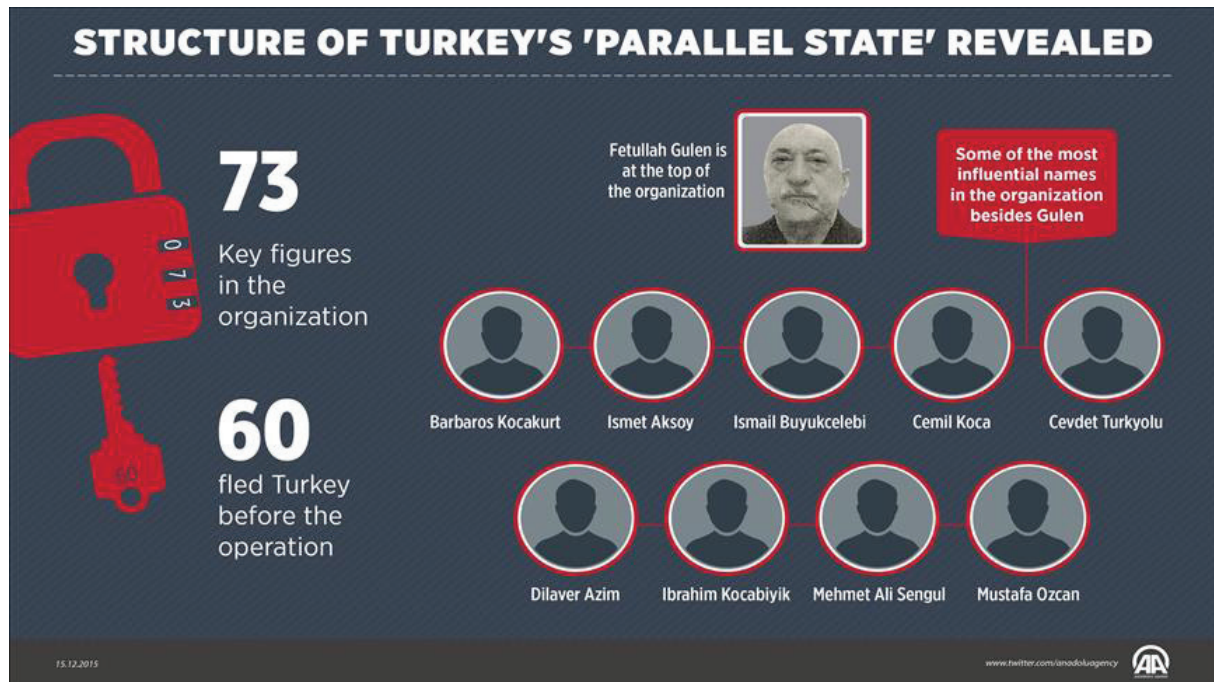 STRUCTURE OF TURKEY'S 'PARALLEL STATE' REVEALED
73
Key figures
in the
organization
60
fled Turkey
before the
operation
0
7
3
60
Fetullah Gulen is
at the top of
the organization
Some of the most
influential names
in the organization
besides Gulen
Barbaros Kocakurt
Ismet Aksoy
Ismail Buyukcelebi
Cemil Koca
Cevdet Turkyolu
Dilaver Azim
Ibrahim Kocabiyik
Mehmet Ali Sengul
Mustafa Ozcan
15.12.2015
www.twitter.com/anadoluagency
AA